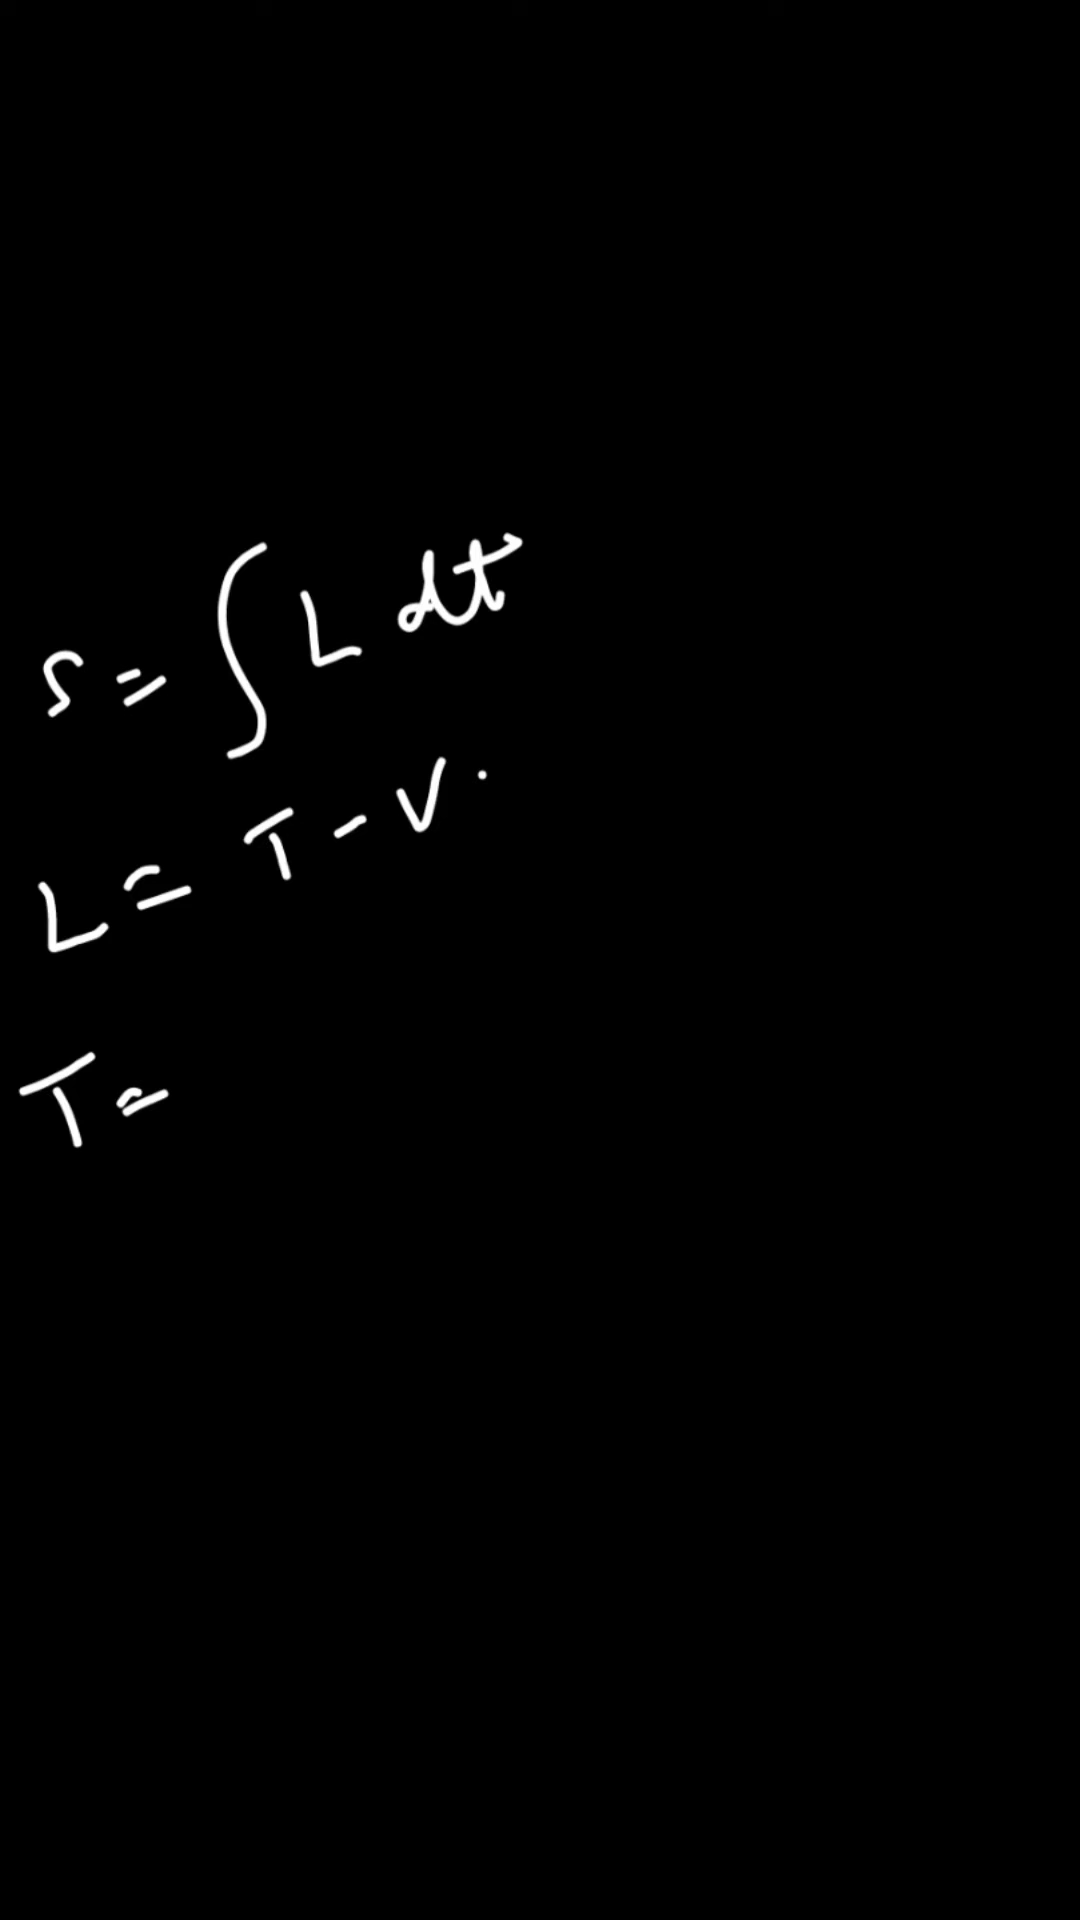 S = ∫ L dt
L = T - V .
T =